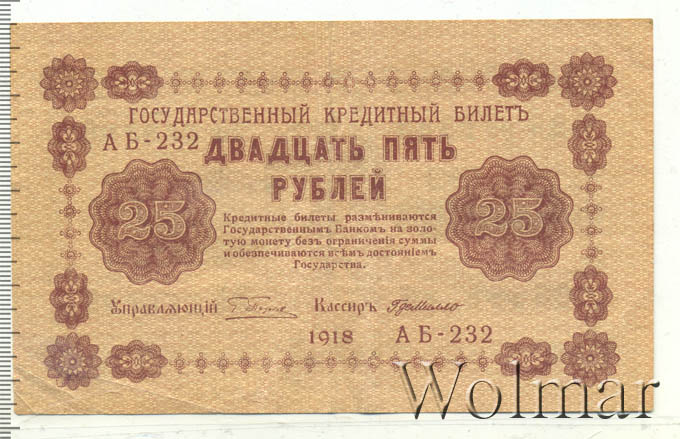 ГОСУДАРСТВЕННЫЙ КРЕДИТНЫЙ БИЛЕТЪ
АБ-232
ДВАДЦАТЬ ПЯТЬ
РУБЛЕЙ
25
25
Кредитные билеты размѣниваются
Государственнымъ Банкомъ на золо-
тую монету безъ ограниченія суммы
и обезпечиваются всѣмъ достояніемъ
Государства.
Управляющій
Кассиръ
1918
АБ-232
Wolmar